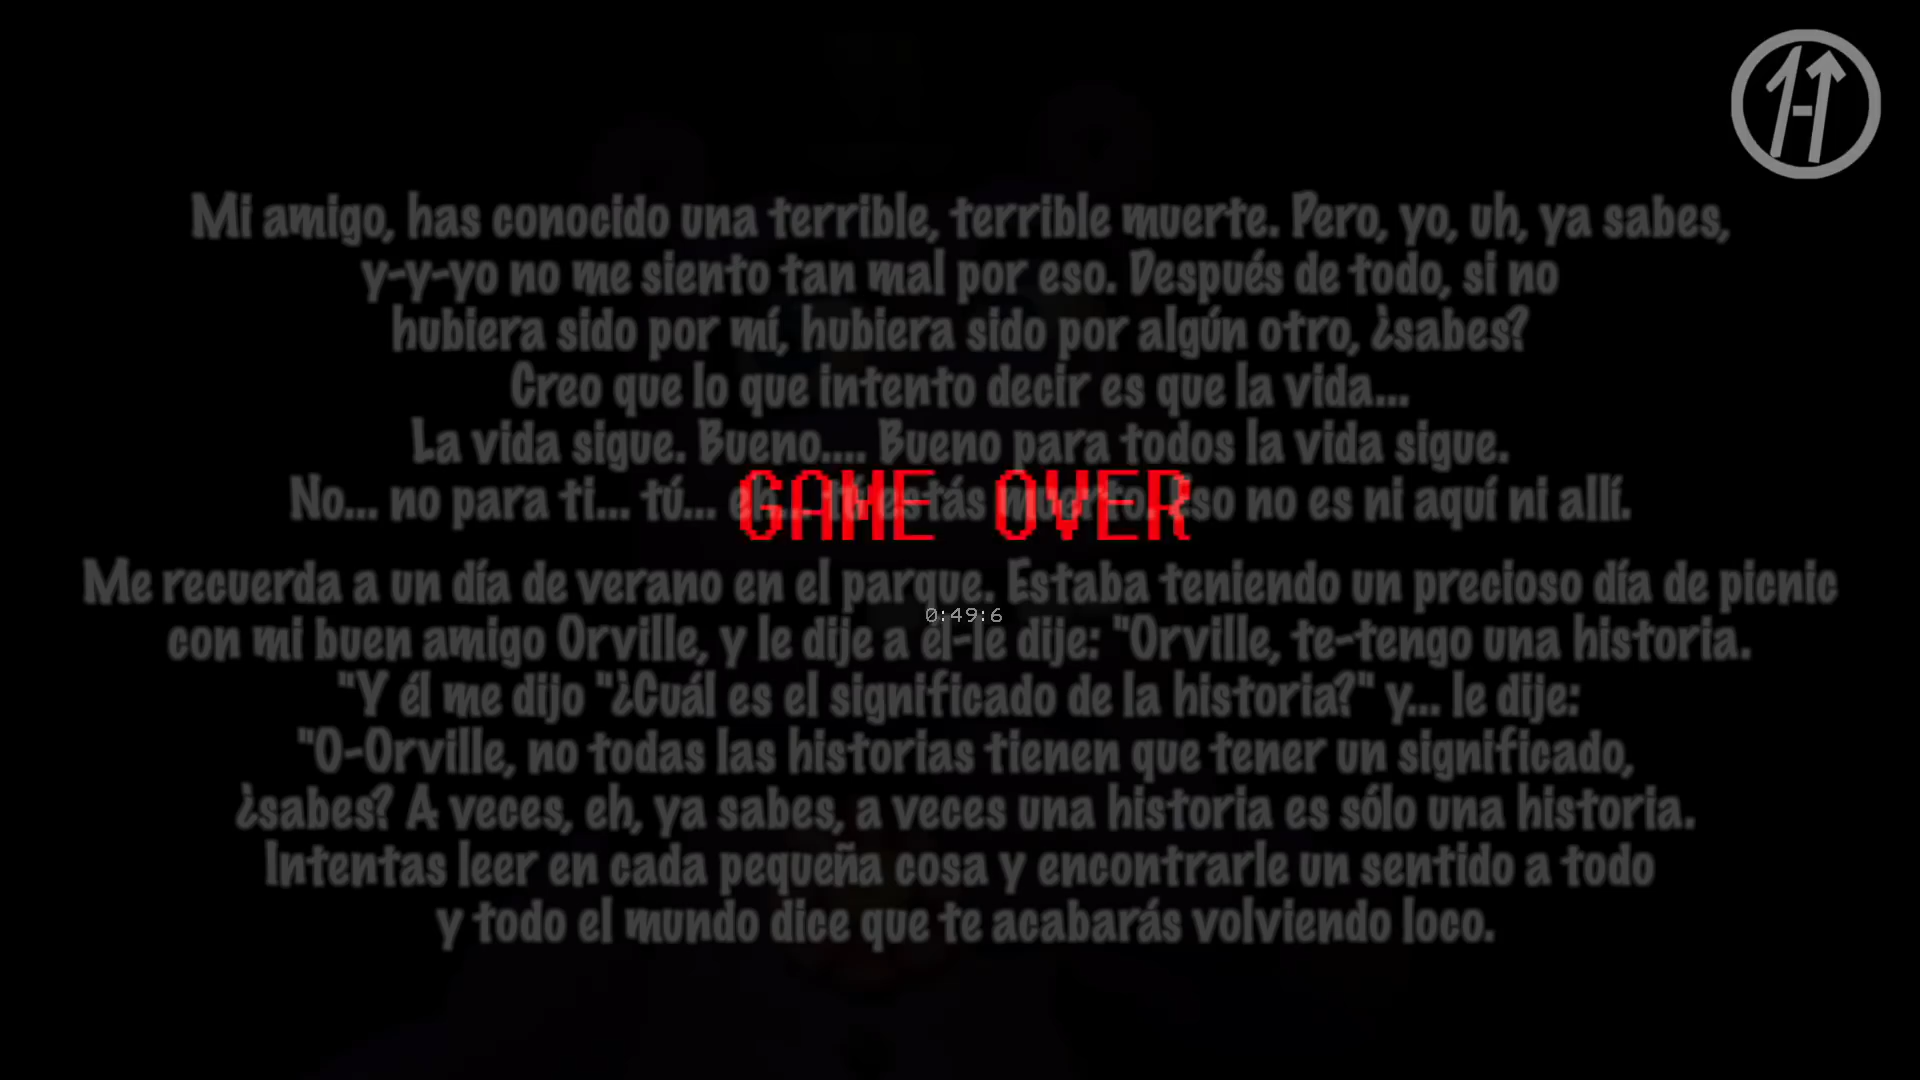 Mi amigo, has conocido una terrible, terrible muerte. Pero, yo, uh, ya sabes,
y-y-yo no me siento tan mal por eso. Después de todo, si no
hubiera sido por mí, hubiera sido por algún otro, ¿sabes?
Creo que lo que intento decir es que la vida...
La vida sigue. Bueno.... Bueno para todos la vida sigue.
No... no para ti... tú... eso no es ni aquí ni allí.
GAME OVER
Me recuerda a un día de verano en el parque. Estaba teniendo un precioso día de picnic
0:49:6
con mi buen amigo Orville, y le dije a él-le dije: "Orville, te-tengo una historia.
"Y él me dijo "¿Cuál es el significado de la historia?" y... le dije:
"O-Orville, no todas las historias tienen que tener un significado,
¿sabes? A veces, eh, ya sabes, a veces una historia es sólo una historia.
Intentas leer en cada pequeña cosa y encontrarle un sentido a todo
y todo el mundo dice que te acabarás volviendo loco.